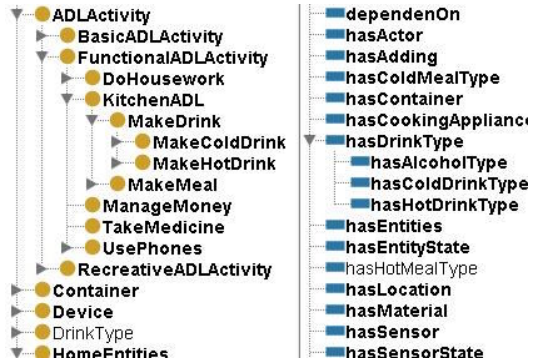 ADLActivity
BasicADLActivity
FunctionalADLActivity
DoHousework
KitchenADL
MakeDrink
MakeColdDrink
MakeHotDrink
MakeMeal
ManageMoney
TakeMedicine
UsePhones
RecreativeADLActivity
Container
Device
DrinkType
HomeEntities
dependenOn
hasActor
hasAdding
hasColdMealType
hasContainer
hasCookingAppliance
hasDrinkType
hasAlcoholType
hasColdDrinkType
hasHotDrinkType
hasEntities
hasEntityState
hasHotMealType
hasLocation
hasMaterial
hasSensor
hasSensorState